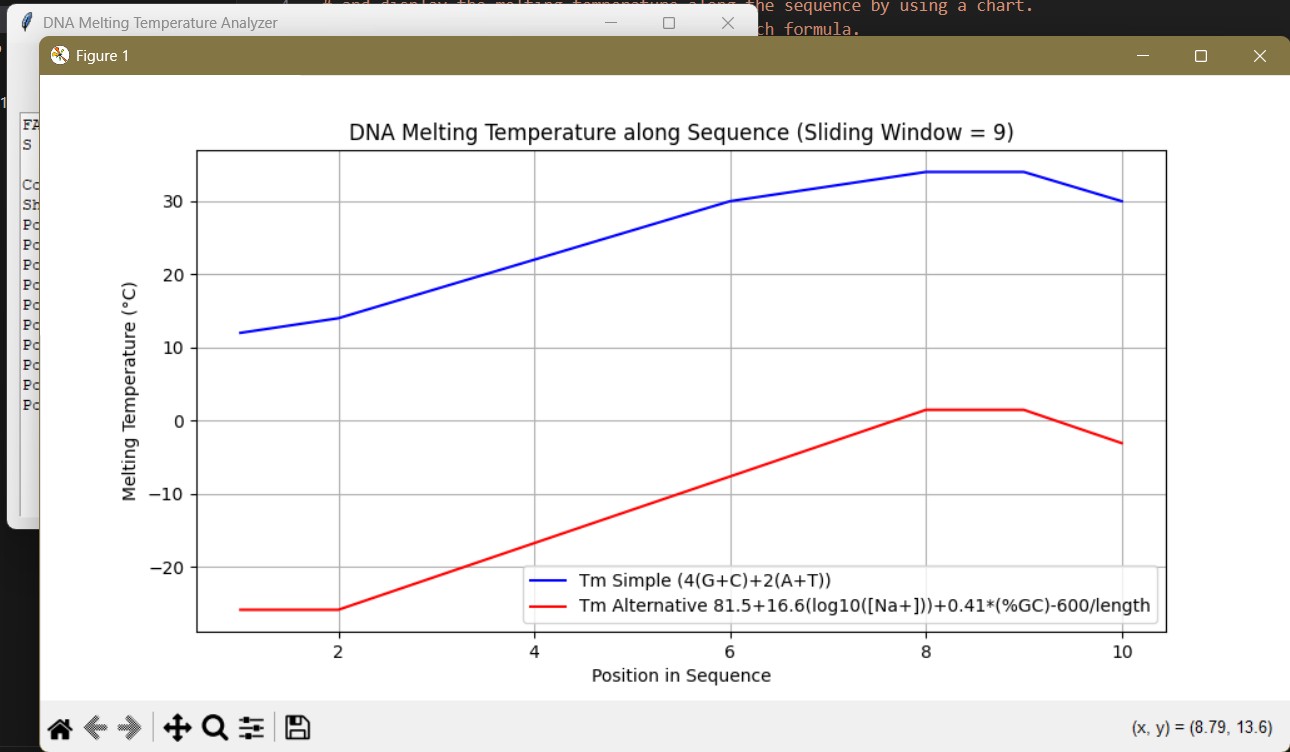 # and display the melting temperature along the sequence by using a chart.
DNA Melting Temperature Analyzer
ch formula.
Figure 1
1
FA
S
Co
Sh
Po
Po
Po
Po
Po
Po
Po
Po
Po
Po
DNA Melting Temperature along Sequence (Sliding Window = 9)
Melting Temperature (°C)
30
20
10
0
−10
−20
Tm Simple (4(G+C)+2(A+T))
Tm Alternative 81.5+16.6(log10([Na+]))+0.41*(%GC)-600/length
2 4 6 8 10
Position in Sequence
(x, y) = (8.79, 13.6)